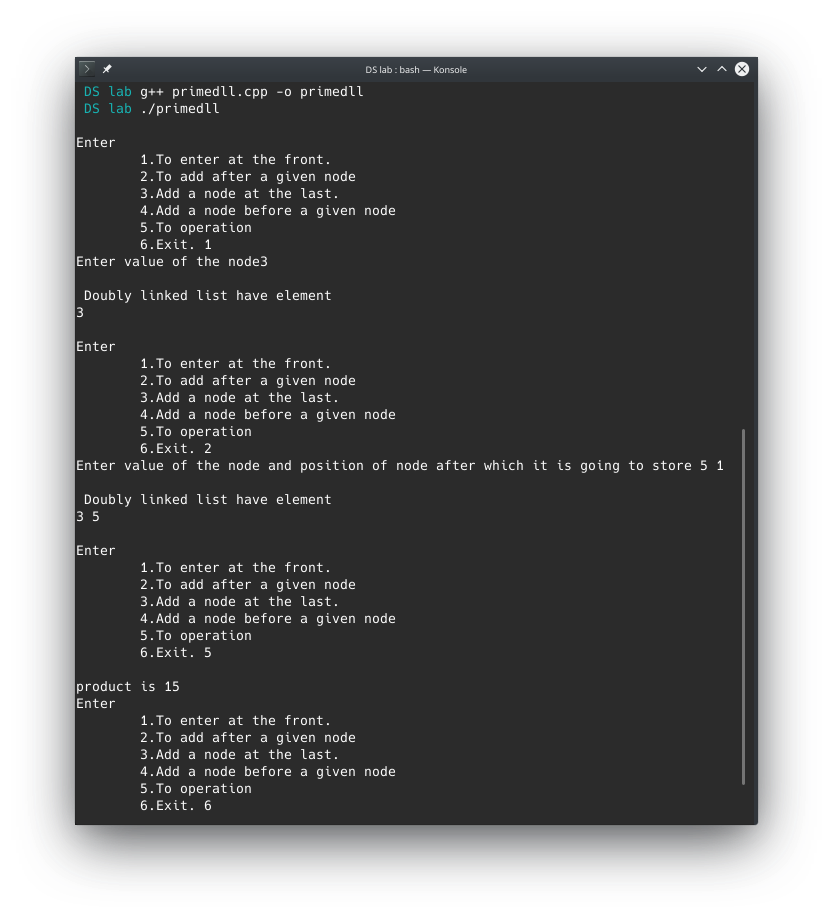 DS lab : bash — Konsole
DS lab g++ primedll.cpp -o primedll
DS lab ./primedll
Enter
1.To enter at the front.
2.To add after a given node
3.Add a node at the last.
4.Add a node before a given node
5.To operation
6.Exit. 1
Enter value of the node3
Doubly linked list have element
3
Enter
1.To enter at the front.
2.To add after a given node
3.Add a node at the last.
4.Add a node before a given node
5.To operation
6.Exit. 2
Enter value of the node and position of node after which it is going to store 5 1
Doubly linked list have element
3 5
Enter
1.To enter at the front.
2.To add after a given node
3.Add a node at the last.
4.Add a node before a given node
5.To operation
6.Exit. 5
product is 15
Enter
1.To enter at the front.
2.To add after a given node
3.Add a node at the last.
4.Add a node before a given node
5.To operation
6.Exit. 6